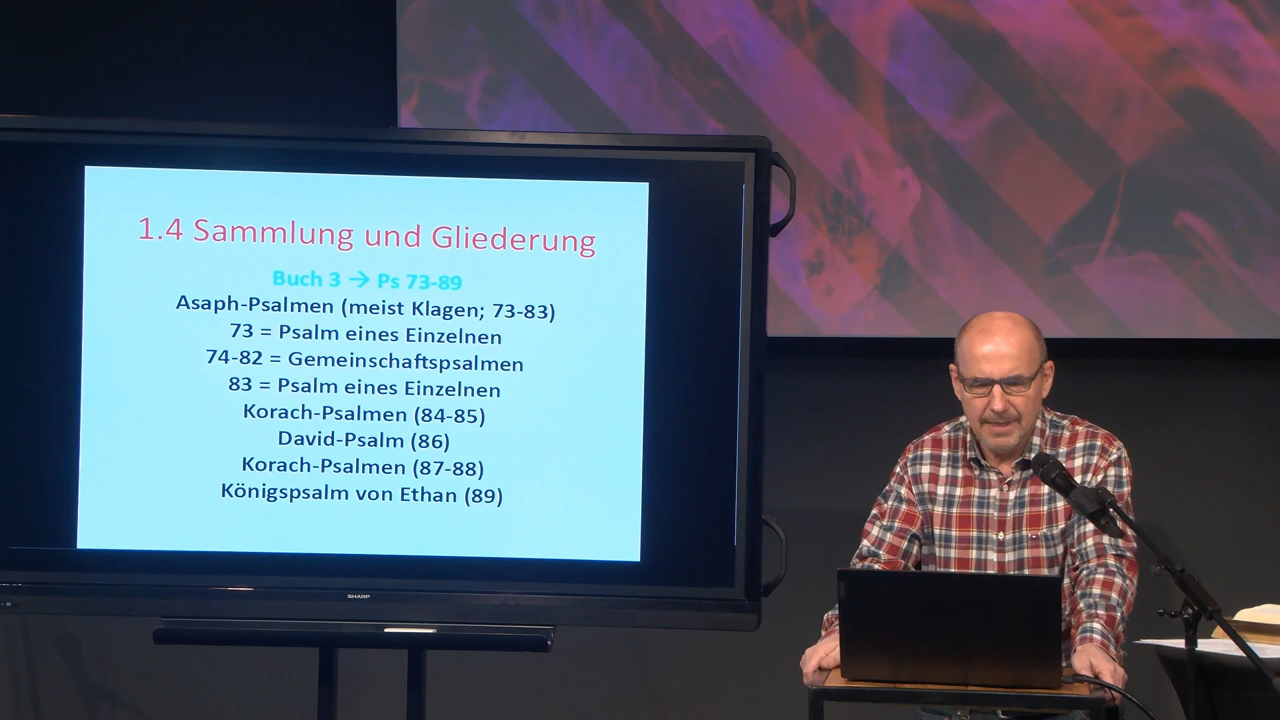 1.4 Sammlung und Gliederung
Buch 3 → Ps 73-89
Asaph-Psalmen (meist Klagen; 73-83)
73 = Psalm eines Einzelnen
74-82 = Gemeinschaftspsalmen
83 = Psalm eines Einzelnen
Korach-Psalmen (84-85)
David-Psalm (86)
Korach-Psalmen (87-88)
Königspsalm von Ethan (89)
SHARP